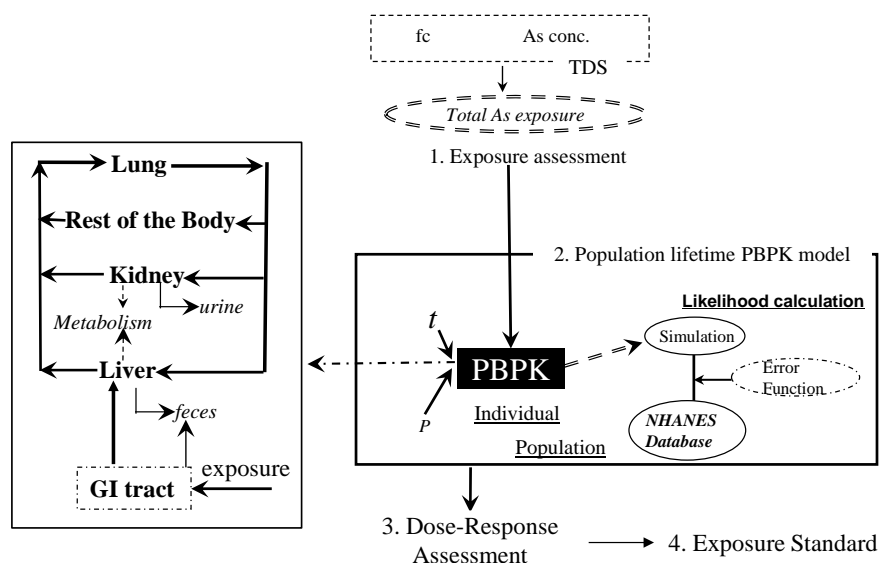 fc As conc.
TDS
Total As exposure
1. Exposure assessment
Lung
Rest of the Body
Kidney
urine
Metabolism
Liver
feces
exposure
GI tract
2. Population lifetime PBPK model
Likelihood calculation
t
Simulation
PBPK
Error
Function
P
Individual
NHANES
Database
Population
3. Dose-Response
Assessment
4. Exposure Standard